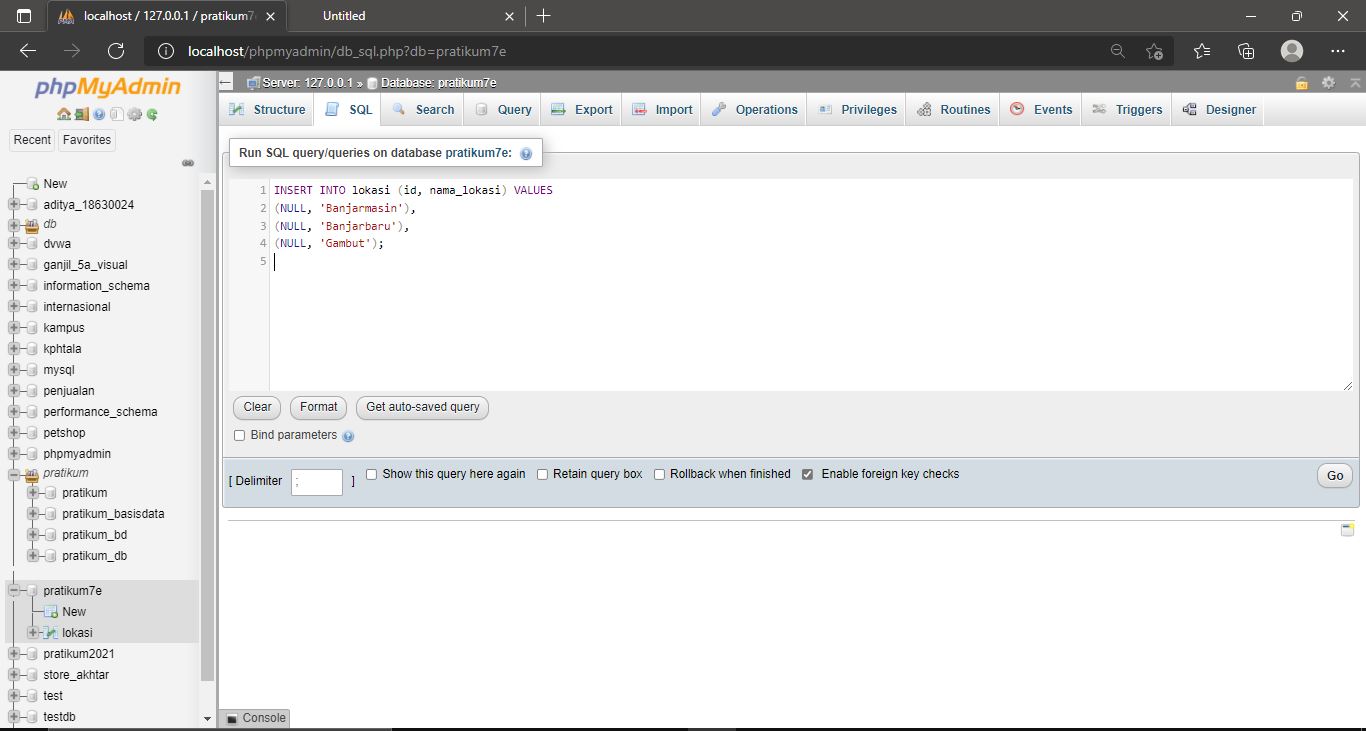 localhost / 127.0.0.1 / pratikum7
Untitled
localhost/phpmyadmin/db_sql.php?db=pratikum7e
phpMyAdmin
Recent
Favorites
New
aditya_18630024
db
dvwa
ganjil_5a_visual
information_schema
internasional
kampus
kphtala
mysql
penjualan
performance_schema
petshop
phpmyadmin
pratikum
pratikum
pratikum_basisdata
pratikum_bd
pratikum_db
pratikum7e
New
lokasi
pratikum2021
store_akhtar
test
testdb
Server: 127.0.0.1 » Database: pratikum7e
Structure SQL Search Query Export Import Operations Privileges Routines Events Triggers Designer
Run SQL query/queries on database pratikum7e:
1 INSERT INTO lokasi (id, nama_lokasi) VALUES
2 (NULL, 'Banjarmasin'),
3 (NULL, 'Banjarbaru'),
4 (NULL, 'Gambut');
5
Clear Format Get auto-saved query
Bind parameters
[ Delimiter ; ] Show this query here again Retain query box Rollback when finished Enable foreign key checks Go
Console